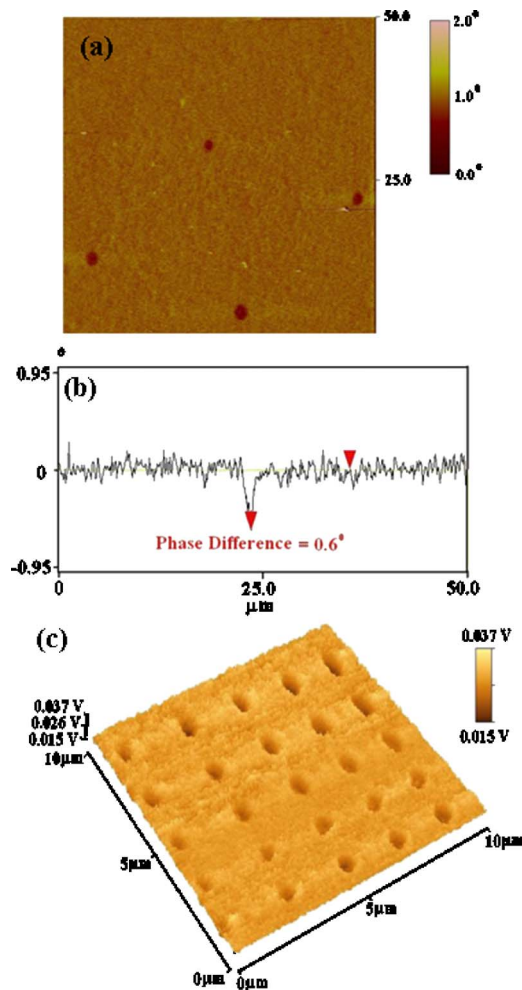 (a)
50.0
25.0
2.0°
1.0°
0.0°
(b)
°
0.95
0
-0.95
Phase Difference = 0.6°
0
25.0
50.0
μm
(c)
0.037 V
0.015 V
0.037 V
0.026 V
0.015 V
10μm
5μm
0μm
0μm
5μm
10μm